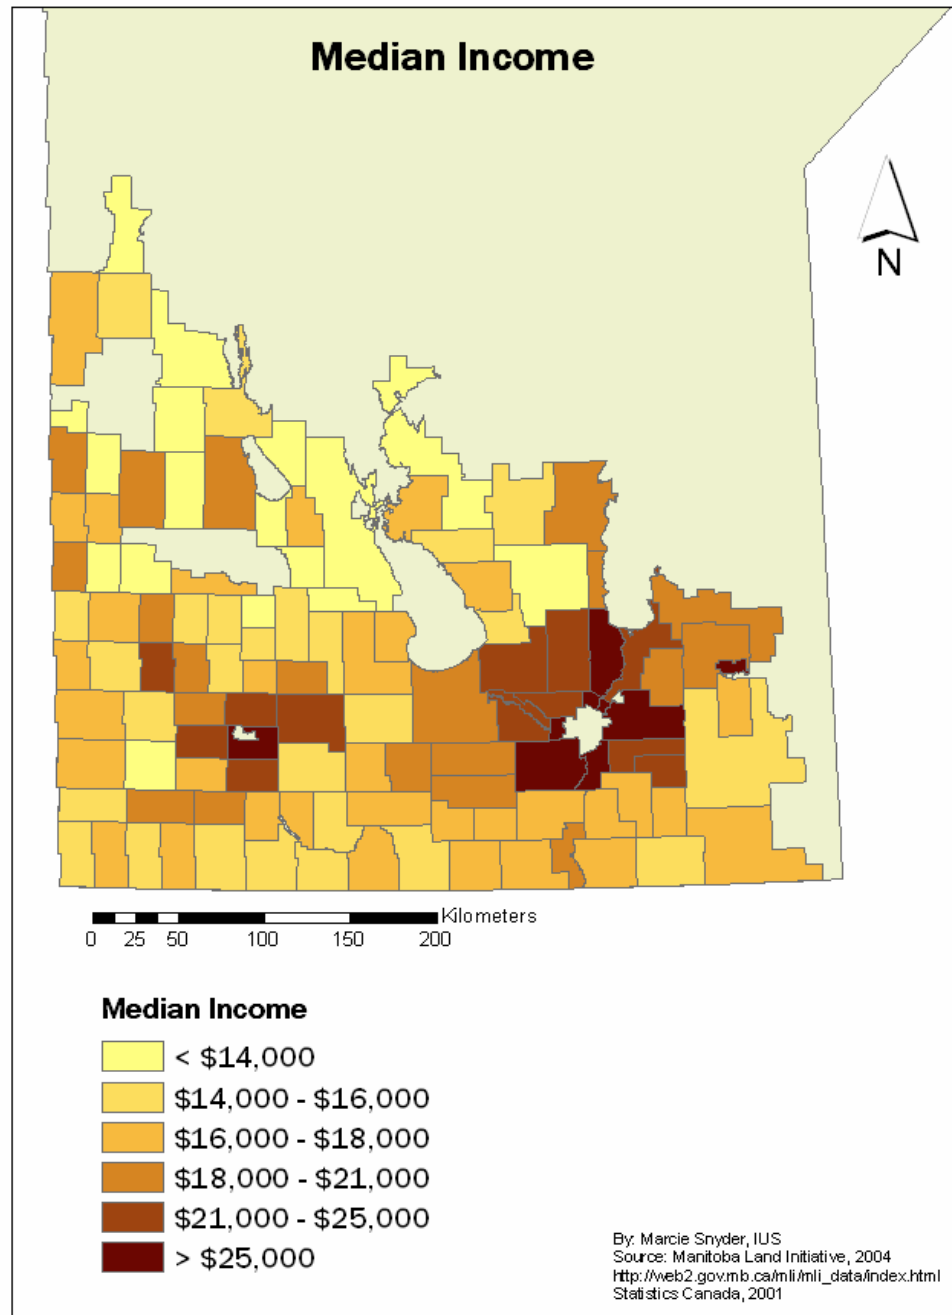 Median Income
N
Kilometers
0 25 50 100 150 200
Median Income
< $14,000
$14,000 - $16,000
$16,000 - $18,000
$18,000 - $21,000
$21,000 - $25,000
> $25,000
By: Marcie Snyder, IUS
Source: Manitoba Land Initiative, 2004
http://web2.gov.mb.ca/mli/mli_data/index.html
Statistics Canada, 2001